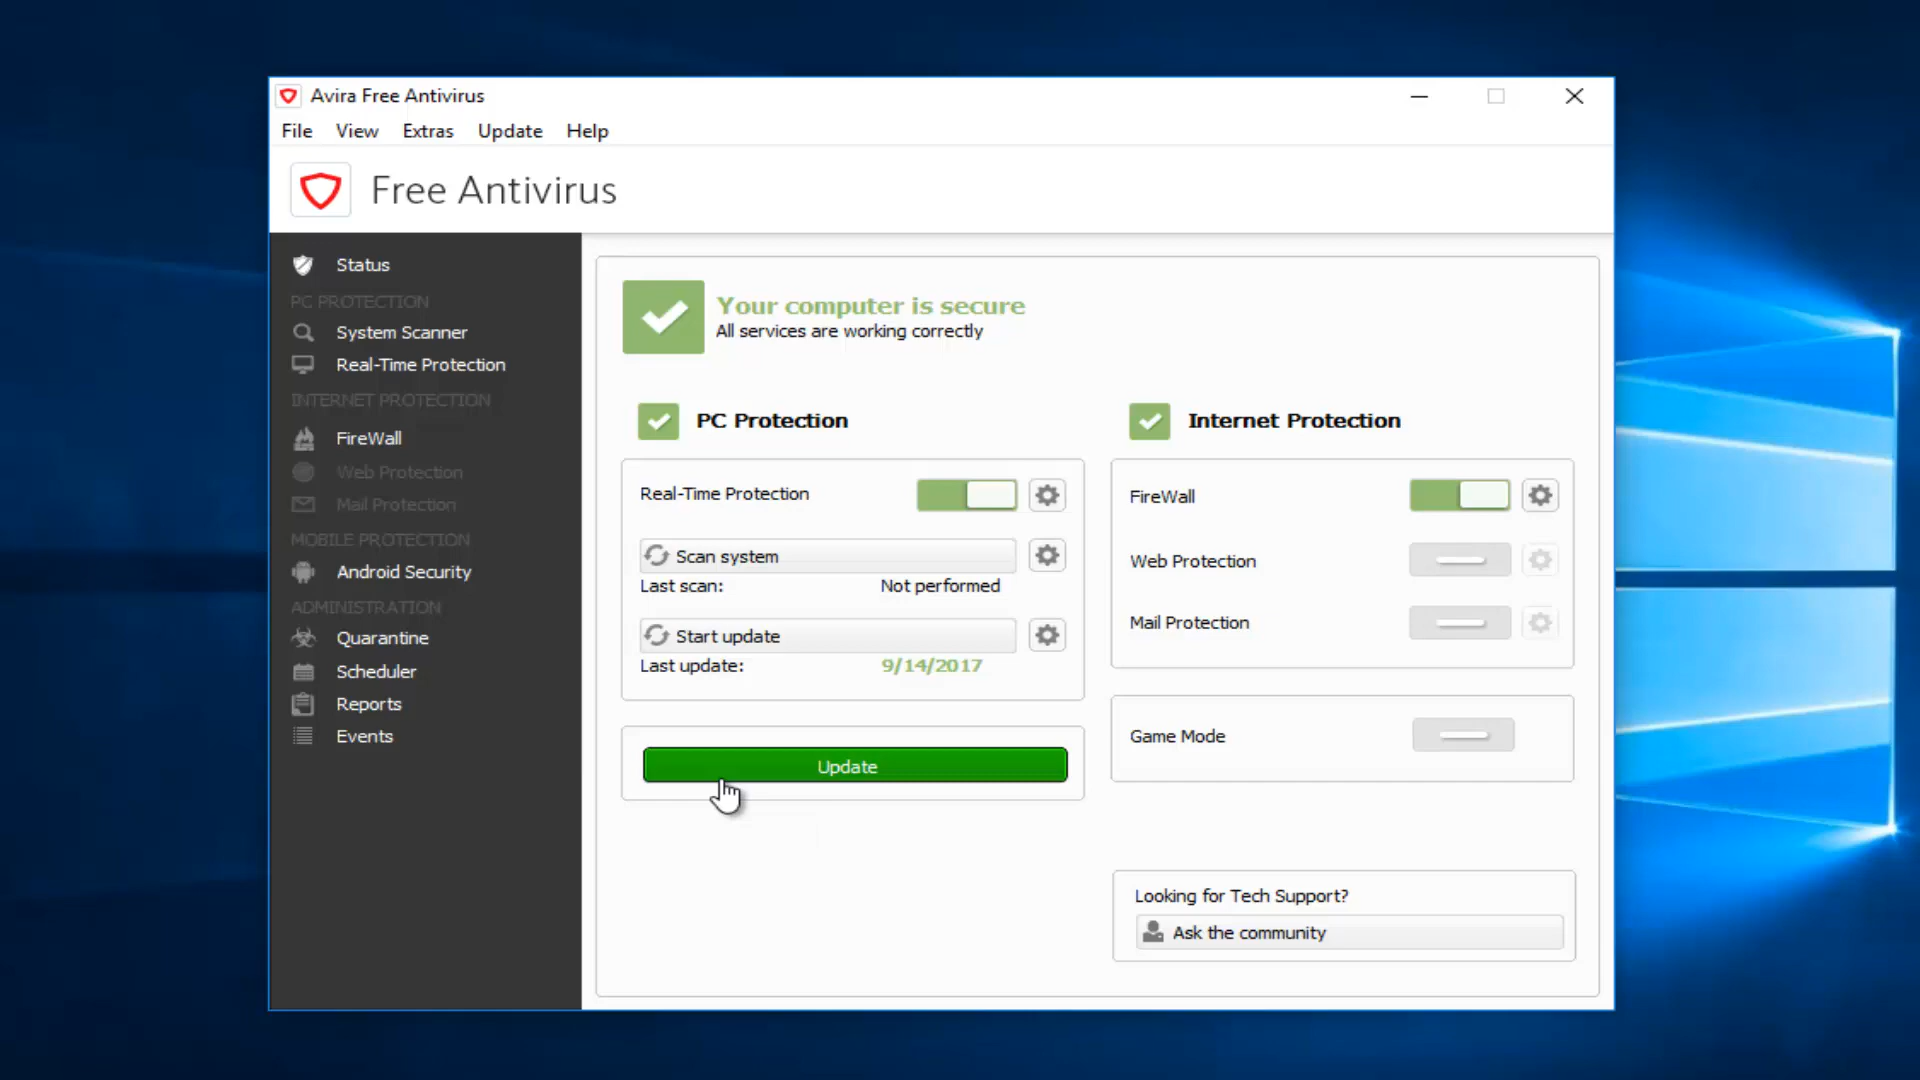 Avira Free Antivirus
File View Extras Update Help
Free Antivirus
Status
PC PROTECTION
System Scanner
Real-Time Protection
INTERNET PROTECTION
FireWall
Web Protection
Mail Protection
MOBILE PROTECTION
Android Security
ADMINISTRATION
Quarantine
Scheduler
Reports
Events
Your computer is secure
All services are working correctly
PC Protection
Real-Time Protection
Scan system
Last scan: Not performed
Start update
Last update: 9/14/2017
Update
Internet Protection
FireWall
Web Protection
Mail Protection
Game Mode
Looking for Tech Support?
Ask the community